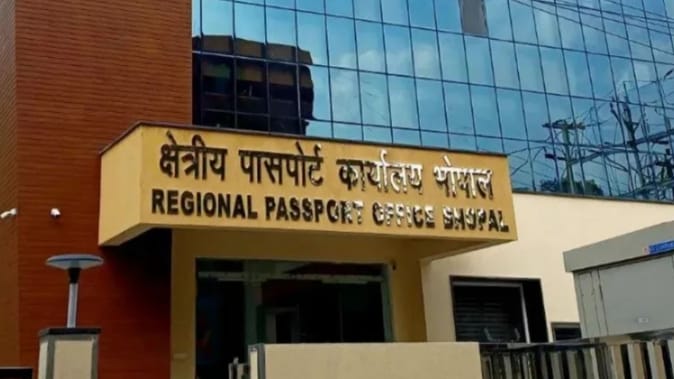 क्षेत्रीय पासपोर्ट कार्यालय भोपाल
REGIONAL PASSPORT OFFICE BHOPAL